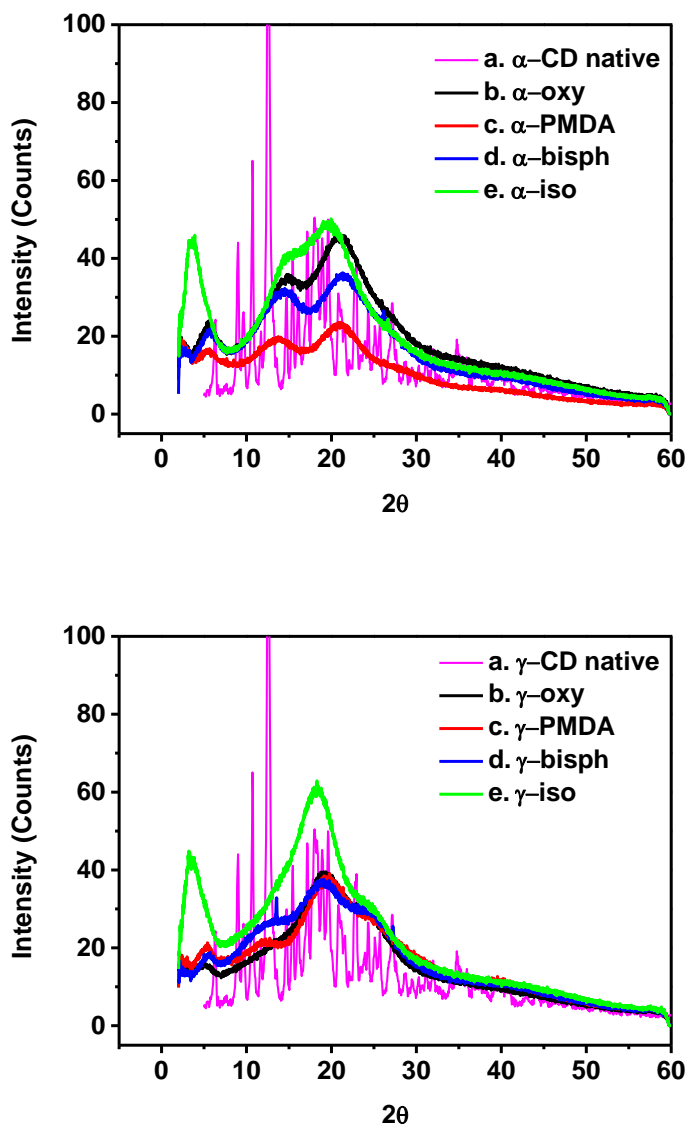 100
80
60
40
20
0
Intensity (Counts)
a. α–CD native
b. α–oxy
c. α–PMDA
d. α–bisph
e. α–iso
0 10 20 30 40 50 60
2θ
100
80
60
40
20
0
Intensity (Counts)
a. γ–CD native
b. γ–oxy
c. γ–PMDA
d. γ–bisph
e. γ–iso
0 10 20 30 40 50 60
2θ